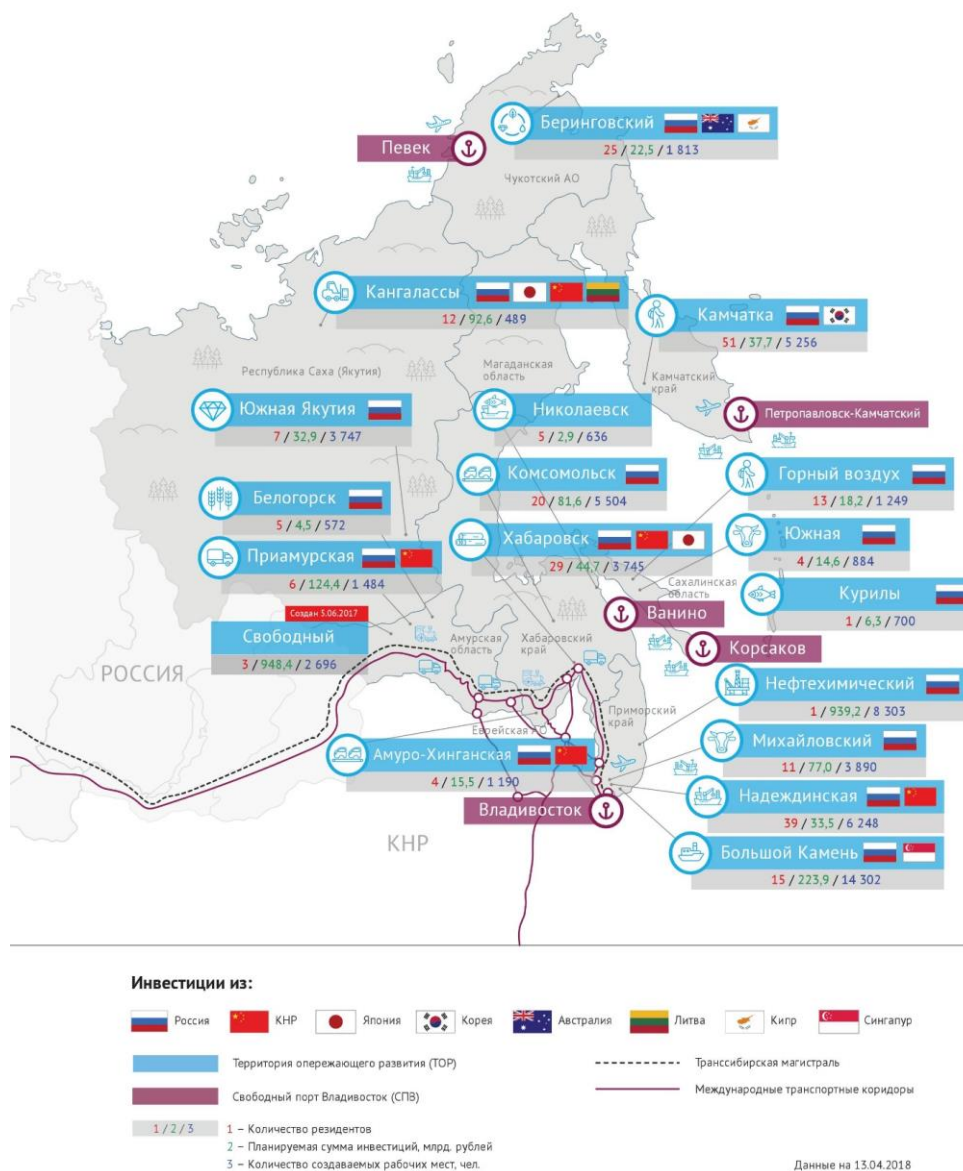 Беринговский
25 / 22,5 / 1 813
Певек
Чукотский АО
Кангалассы
12 / 92,6 / 489
Камчатка
51 / 37,7 / 5 256
Республика Саха (Якутия)
Магаданская
область
Камчатский
край
Южная Якутия
7 / 32,9 / 3 747
Николаевск
5 / 2,9 / 636
Петропавловск-Камчатский
Белогорск
5 / 4,5 / 572
Комсомольск
20 / 81,6 / 5 504
Горный воздух
13 / 18,2 / 1 249
Приамурская
6 / 124,4 / 1 484
Хабаровск
29 / 44,7 / 3 745
Южная
4 / 14,6 / 884
Сахалинская
область
Курилы
1 / 6,3 / 700
Создан 3.06.2017
Свободный
3 / 948,4 / 2 696
Ванино
Корсаков
Амурская
область
Хабаровский
край
РОССИЯ
Нефтехимический
1 / 939,2 / 8 303
Приморский
край
Еврейская АО
Амуро-Хинганская
4 / 15,5 / 1 190
Михайловский
11 / 77,0 / 3 890
Владивосток
Надеждинская
39 / 33,5 / 6 248
КНР
Большой Камень
15 / 223,9 / 14 302
Инвестиции из:
Россия КНР Япония Корея Австралия Литва Кипр Сингапур
Территория опережающего развития (ТОР)
Транссибирская магистраль
Свободный порт Владивосток (СПВ)
Международные транспортные коридоры
1 / 2 / 3
1 – Количество резидентов
2 – Планируемая сумма инвестиций, млрд. рублей
3 – Количество создаваемых рабочих мест, чел.
Данные на 13.04.2018